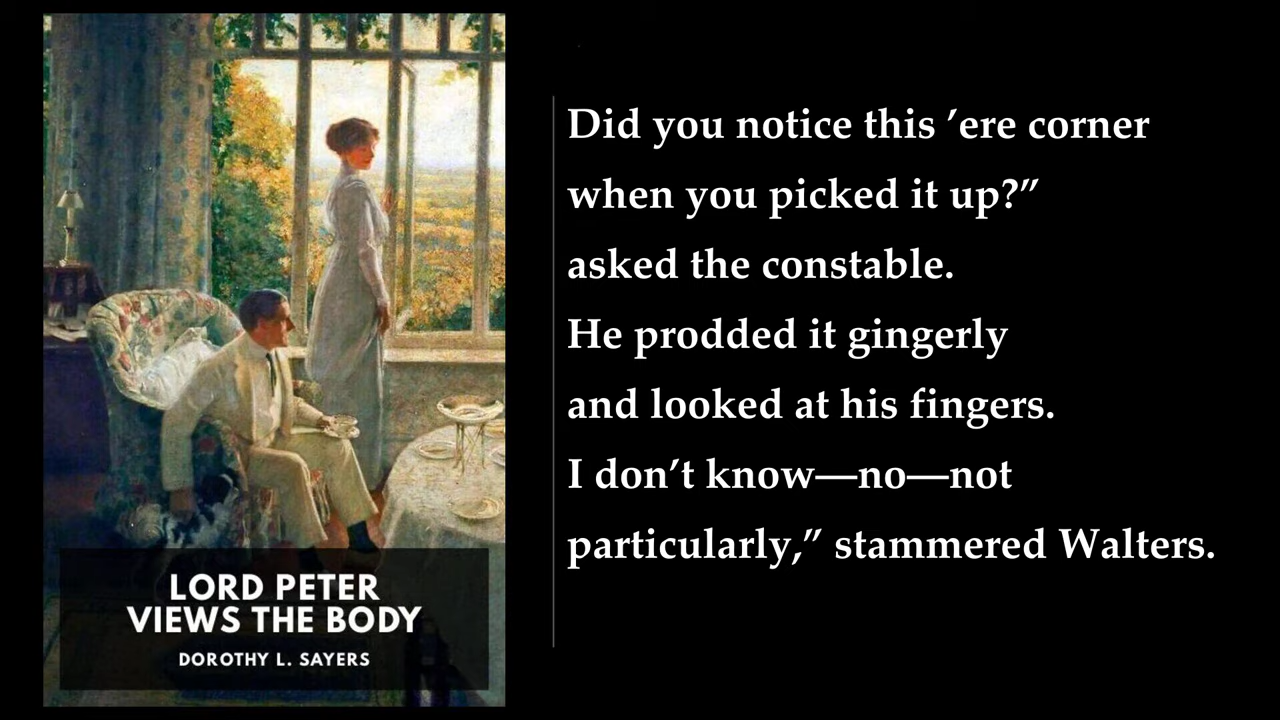 LORD PETER
VIEWS THE BODY
DOROTHY L. SAYERS
Did you notice this ’ere corner
when you picked it up?”
asked the constable.
He prodded it gingerly
and looked at his fingers.
I don’t know—no—not
particularly,” stammered Walters.